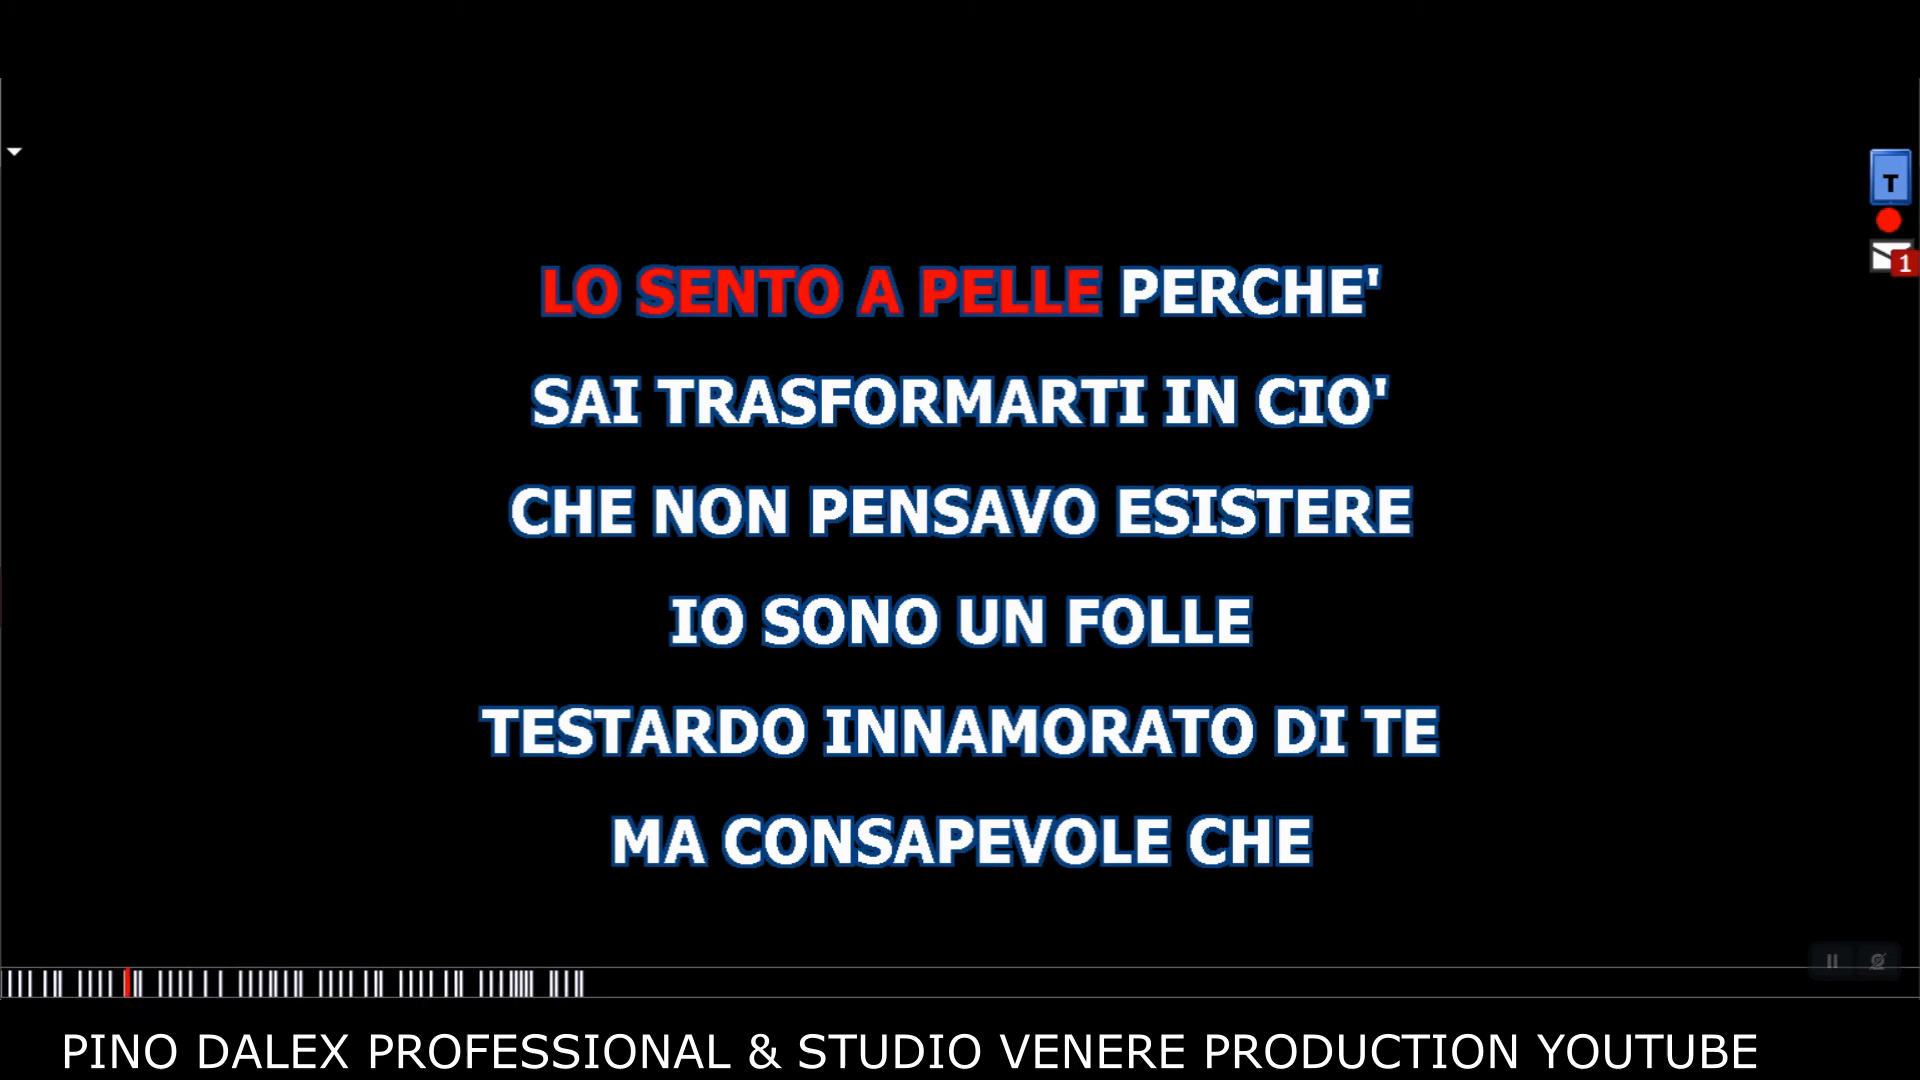 T
1
LO SENTO A PELLE PERCHE'
SAI TRASFORMARTI IN CIO'
CHE NON PENSAVO ESISTERE
IO SONO UN FOLLE
TESTARDO INNAMORATO DI TE
MA CONSAPEVOLE CHE
PINO DALEX PROFESSIONAL & STUDIO VENERE PRODUCTION YOUTUBE